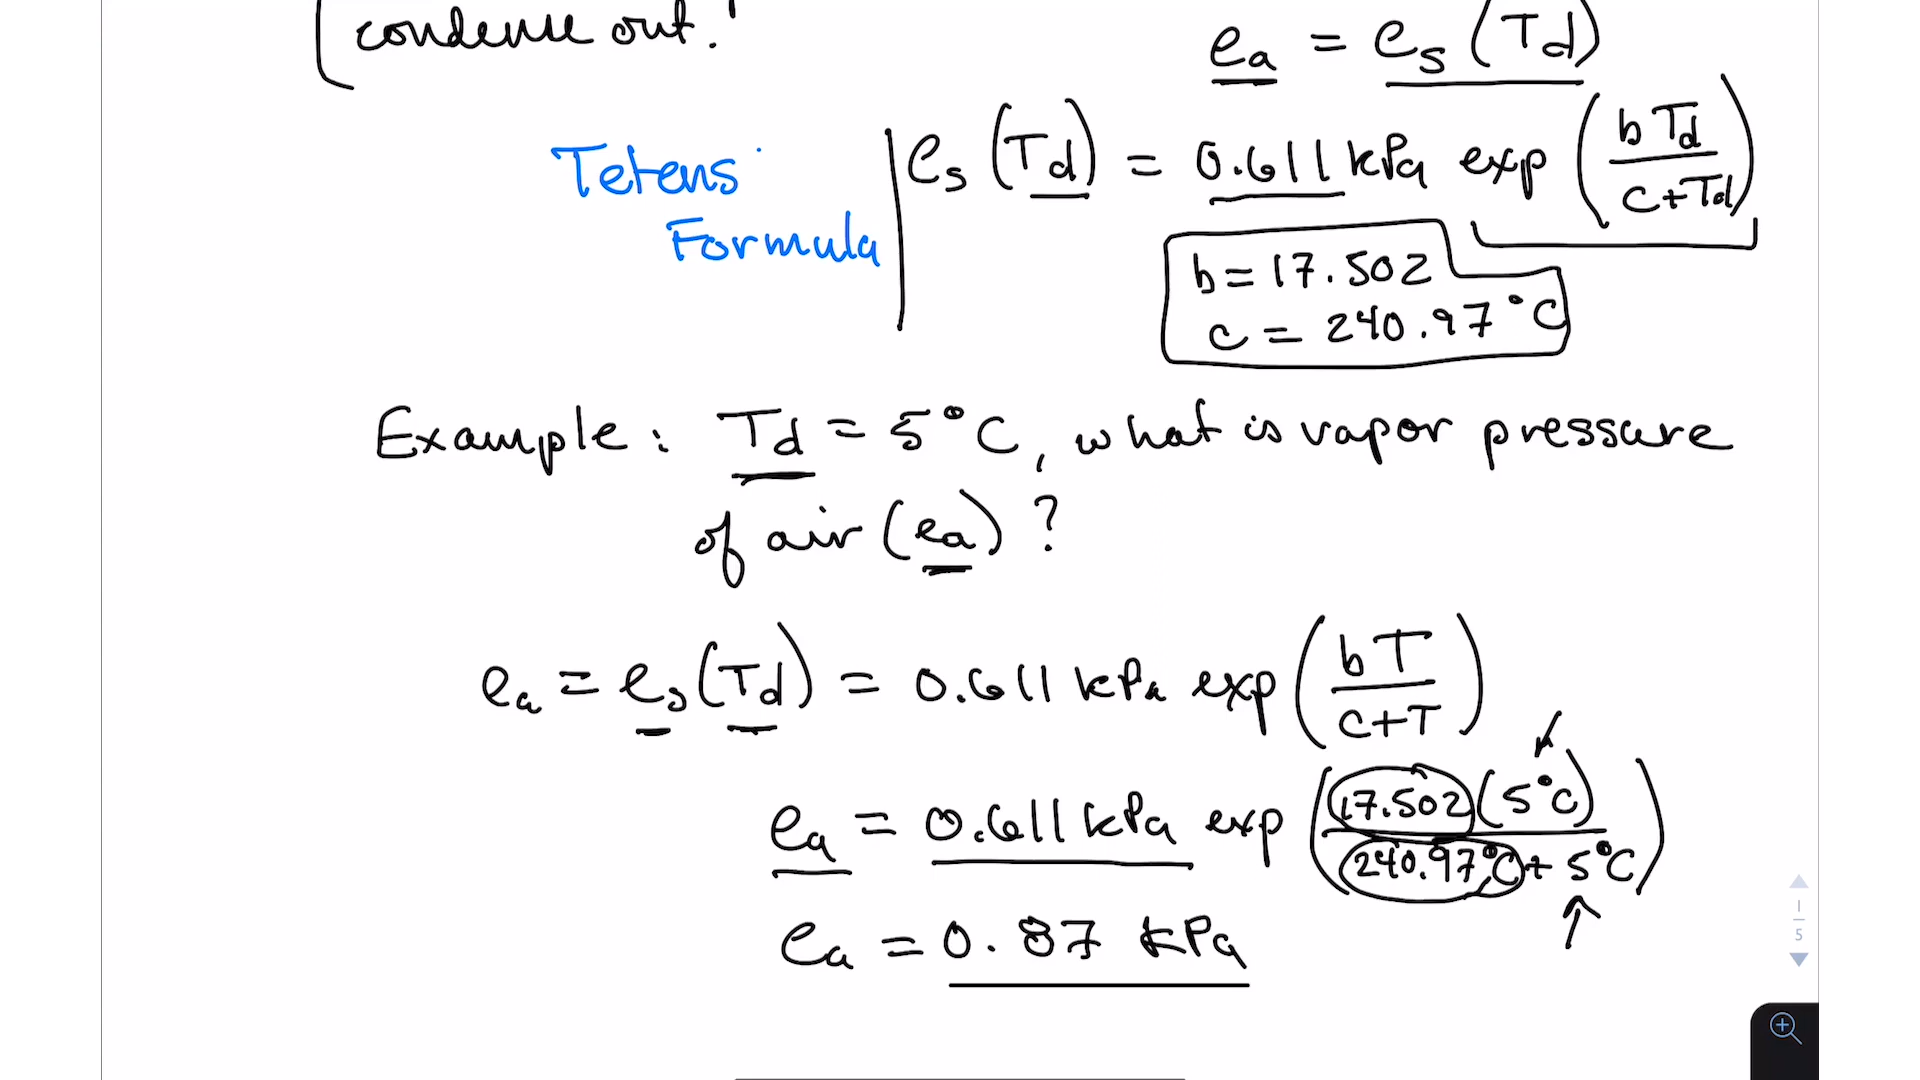 condense out!
ea = es (Td)
Tetens
Formula
es (Td) = 0.611 kPa exp (b Td / c+Td)
b = 17.502
c = 240.97 °C
Example: Td = 5°C, what is vapor pressure
of air (ea) ?
ea = es(Td) = 0.611 kPa exp (bT / c+T)
ea = 0.611 kPa exp (17.502 (5°C) / 240.97°C + 5°C)
ea = 0.87 kPa
1
5